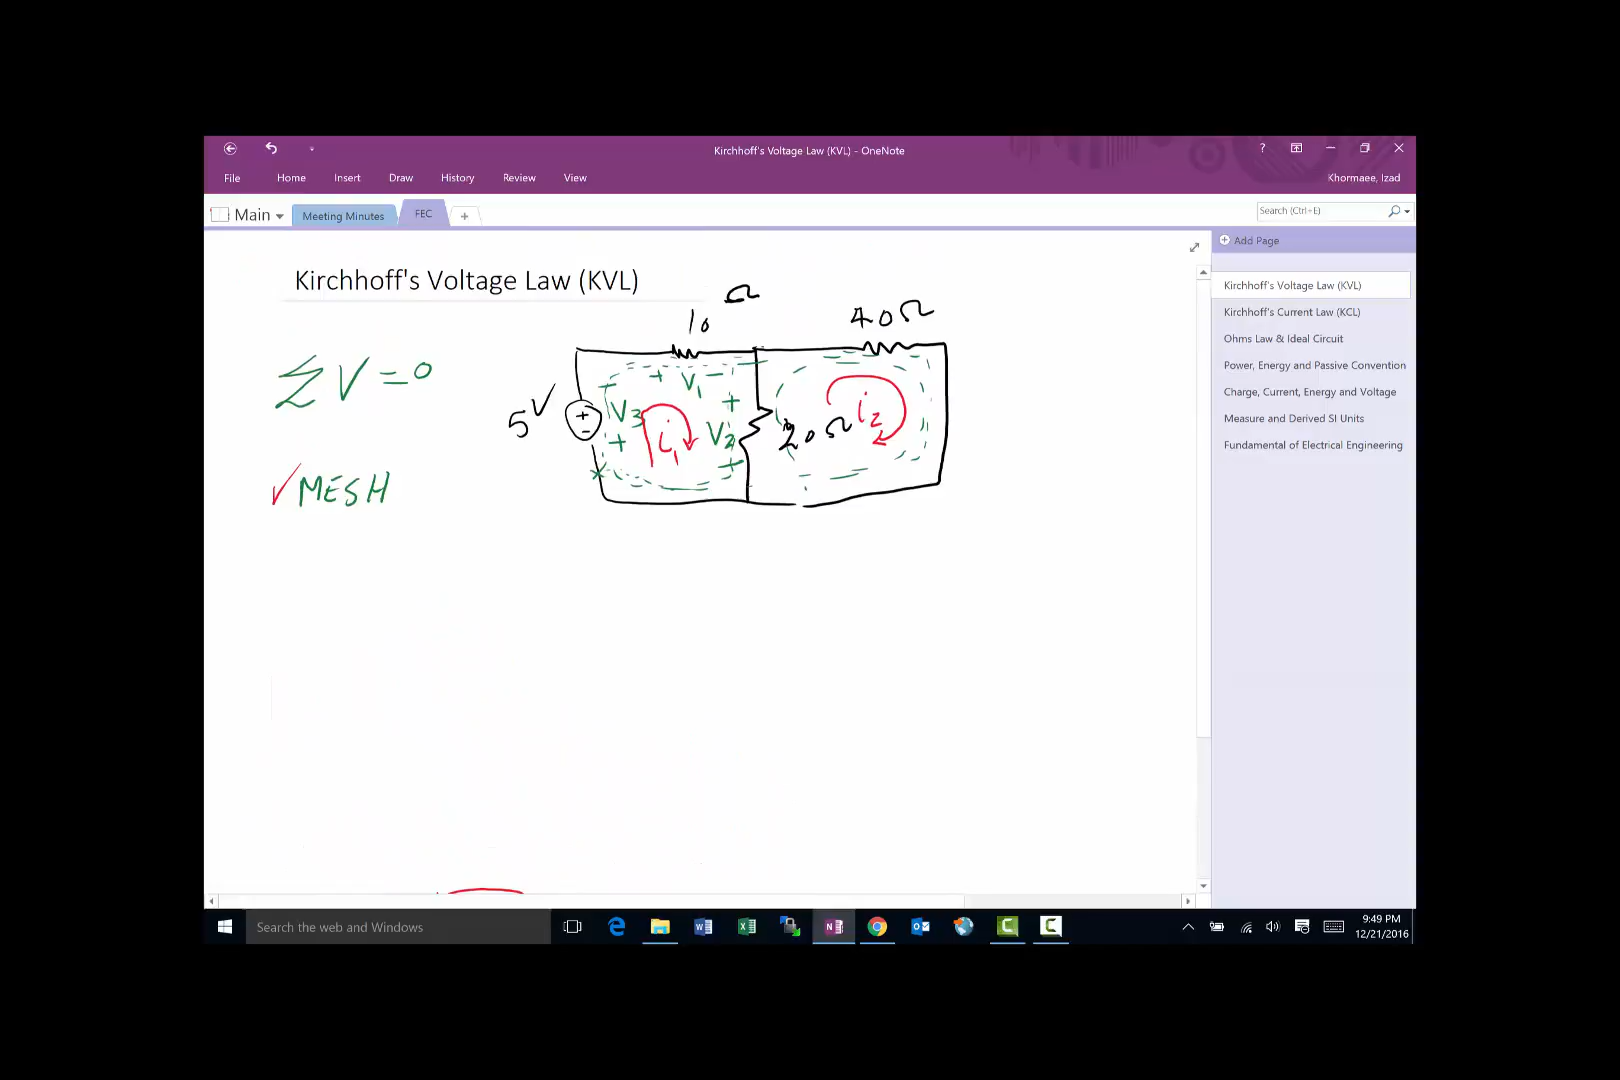 Kirchhoff's Voltage Law (KVL) - OneNote
?
File Home Insert Draw History Review View
Khormaee, Izad
Main
Meeting Minutes
FEC
+
Search (Ctrl+E)
Add Page
Kirchhoff's Voltage Law (KVL)
Kirchhoff's Voltage Law (KVL)
Kirchhoff's Current Law (KCL)
Ohms Law & Ideal Circuit
Power, Energy and Passive Convention
Charge, Current, Energy and Voltage
Measure and Derived SI Units
Fundamental of Electrical Engineering
10 Ω
40Ω
Σ V = 0
+ V1 -
5V
+
-
V3
+
i1
+
V2
20Ω
i2
✓MESH
Search the web and Windows
9:49 PM
12/21/2016